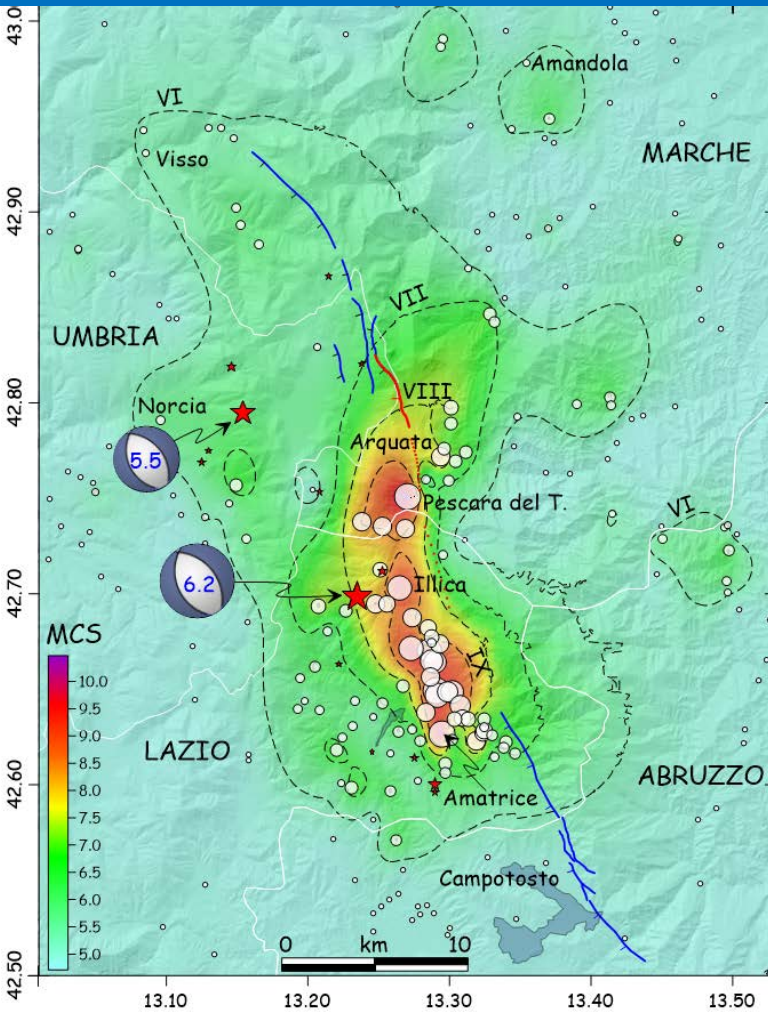 43.0
Amandola
VI
MARCHE
Visso
42.90
VII
UMBRIA
42.80
VIII
Norcia
Arquata
5.5
Pescara del T.
VI
42.70
6.2
Illica
MCS
IX
10.0
9.5
9.0
8.5
LAZIO
8.0
ABRUZZO
42.60
7.5
Amatrice
7.0
6.5
6.0
Campotosto
5.5
5.0
0 km 10
42.50
13.10 13.20 13.30 13.40 13.50